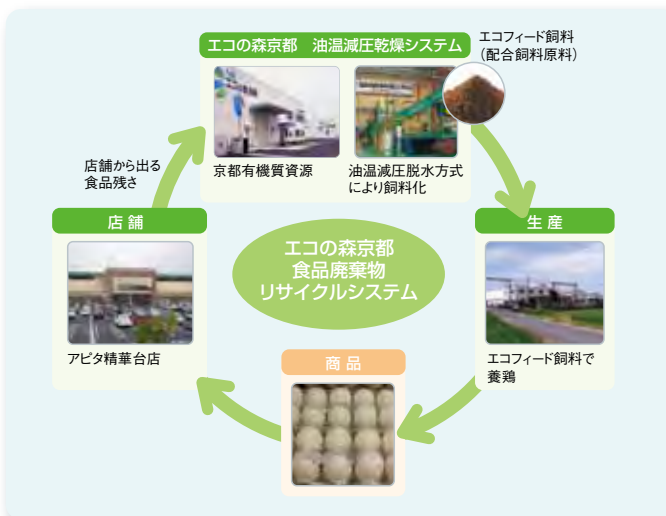 エコの森京都　油温減圧乾燥システム
エコフィード飼料
（配合飼料原料）
京都有機質資源
油温減圧脱水方式
により飼料化
店舗から出る
食品残さ
店舗
アピタ精華台店
エコの森京都
食品廃棄物
リサイクルシステム
生産
エコフィード飼料で
養鶏
商品